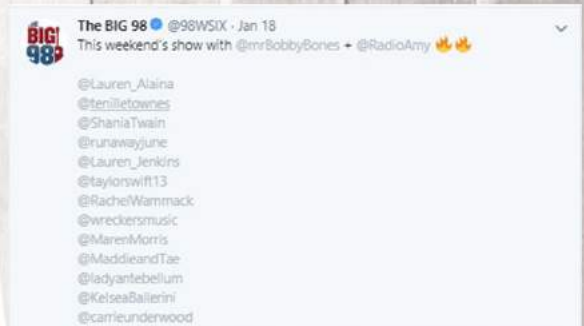 The BIG 98 @98WSIX · Jan 18
This weekend's show with @mrBobbyBones + @RadioAmy 🔥🔥
@Lauren_Alaina
@tenilletownes
@ShaniaTwain
@runawayjune
@Lauren_Jenkins
@taylorswift13
@RachelWammack
@wreckersmusic
@MarenMorris
@MaddieandTae
@ladyantebellum
@KelseaBallerini
@carrieunderwood
BIG
98